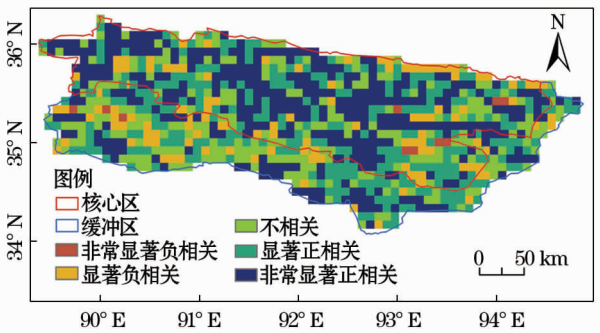 36° N
35° N
34° N
N
图例
核心区
缓冲区
不相关
非常显著负相关
显著正相关
显著负相关
非常显著正相关
0 50 km
90° E 91° E 92° E 93° E 94° E